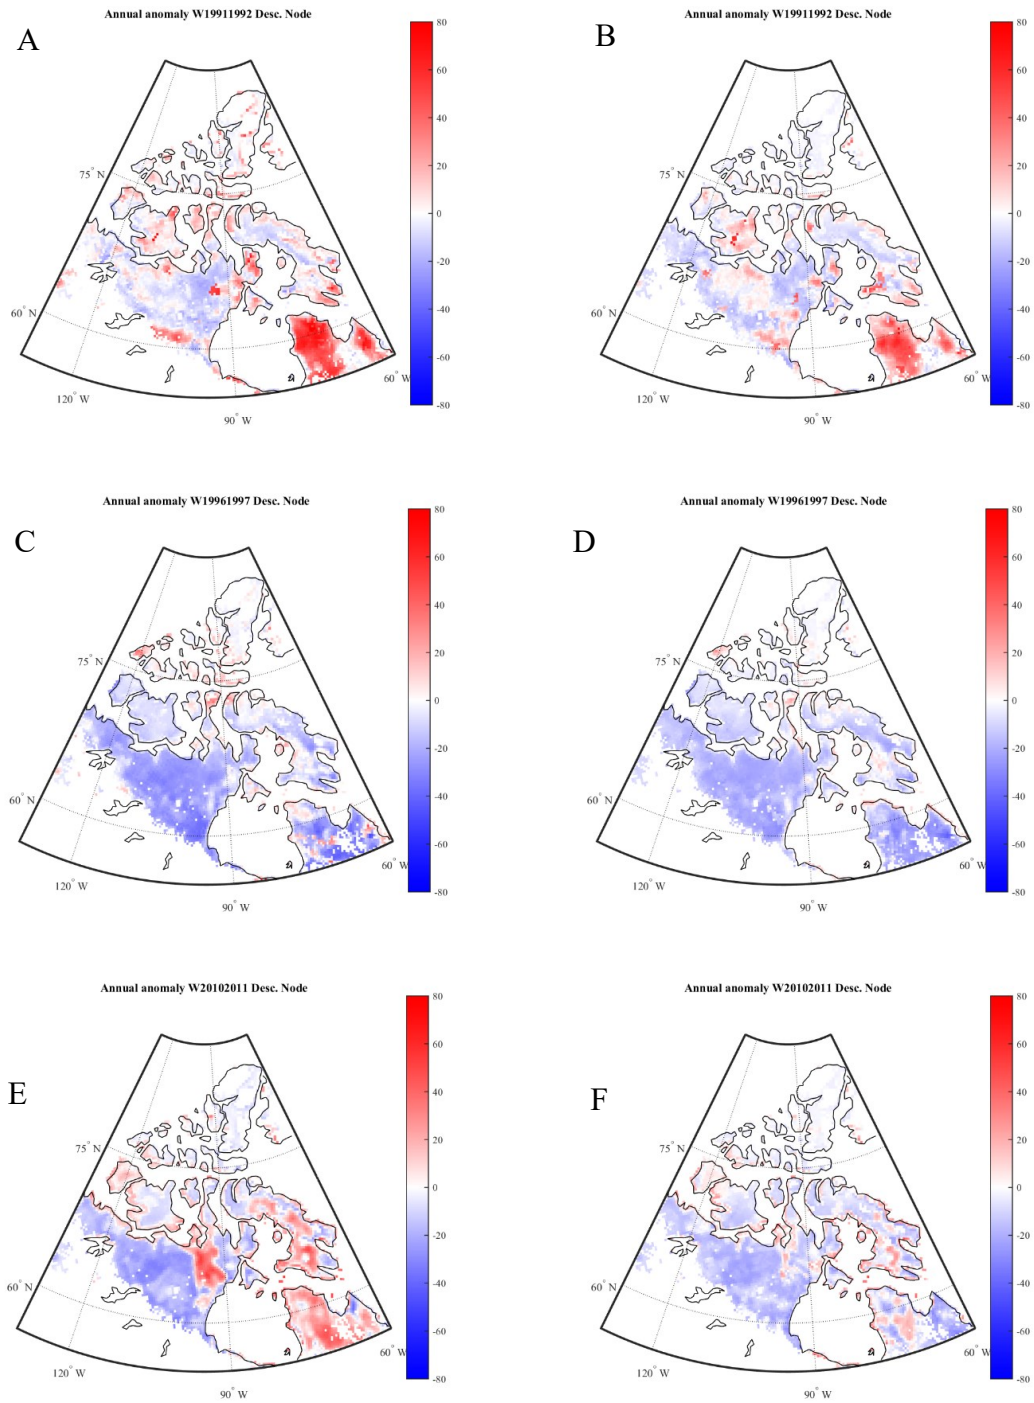 Annual anomaly W19911992 Desc. Node
A
80
60
40
20
0
-20
-40
-60
-80
75° N
60° N
120° W
90° W
60° W
Annual anomaly W19911992 Desc. Node
B
80
60
40
20
0
-20
-40
-60
-80
75° N
60° N
120° W
90° W
60° W
Annual anomaly W19961997 Desc. Node
C
80
60
40
20
0
-20
-40
-60
-80
75° N
60° N
120° W
90° W
60° W
Annual anomaly W19961997 Desc. Node
D
80
60
40
20
0
-20
-40
-60
-80
75° N
60° N
120° W
90° W
60° W
Annual anomaly W20102011 Desc. Node
E
80
60
40
20
0
-20
-40
-60
-80
75° N
60° N
120° W
90° W
60° W
Annual anomaly W20102011 Desc. Node
F
80
60
40
20
0
-20
-40
-60
-80
75° N
60° N
120° W
90° W
60° W